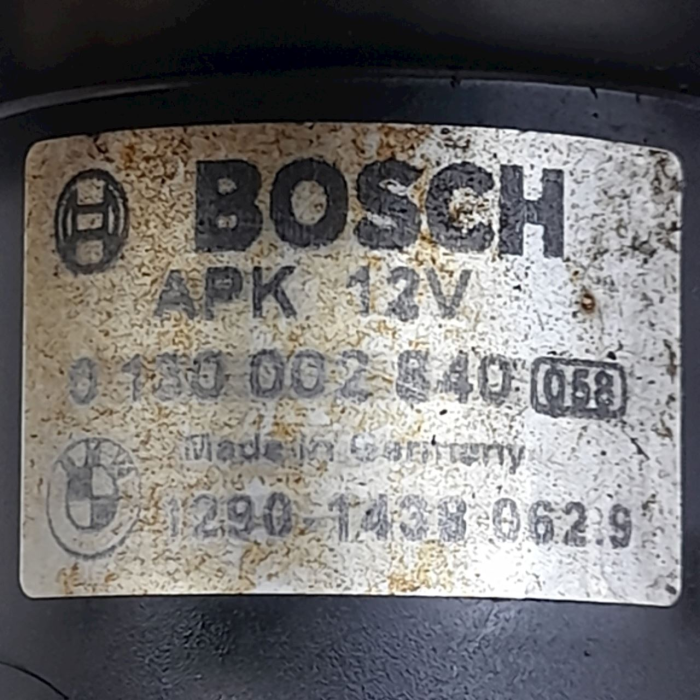 BOSCH
APK 12V
0 130 002 840 058
Made in Germany
1290-1438 062.9